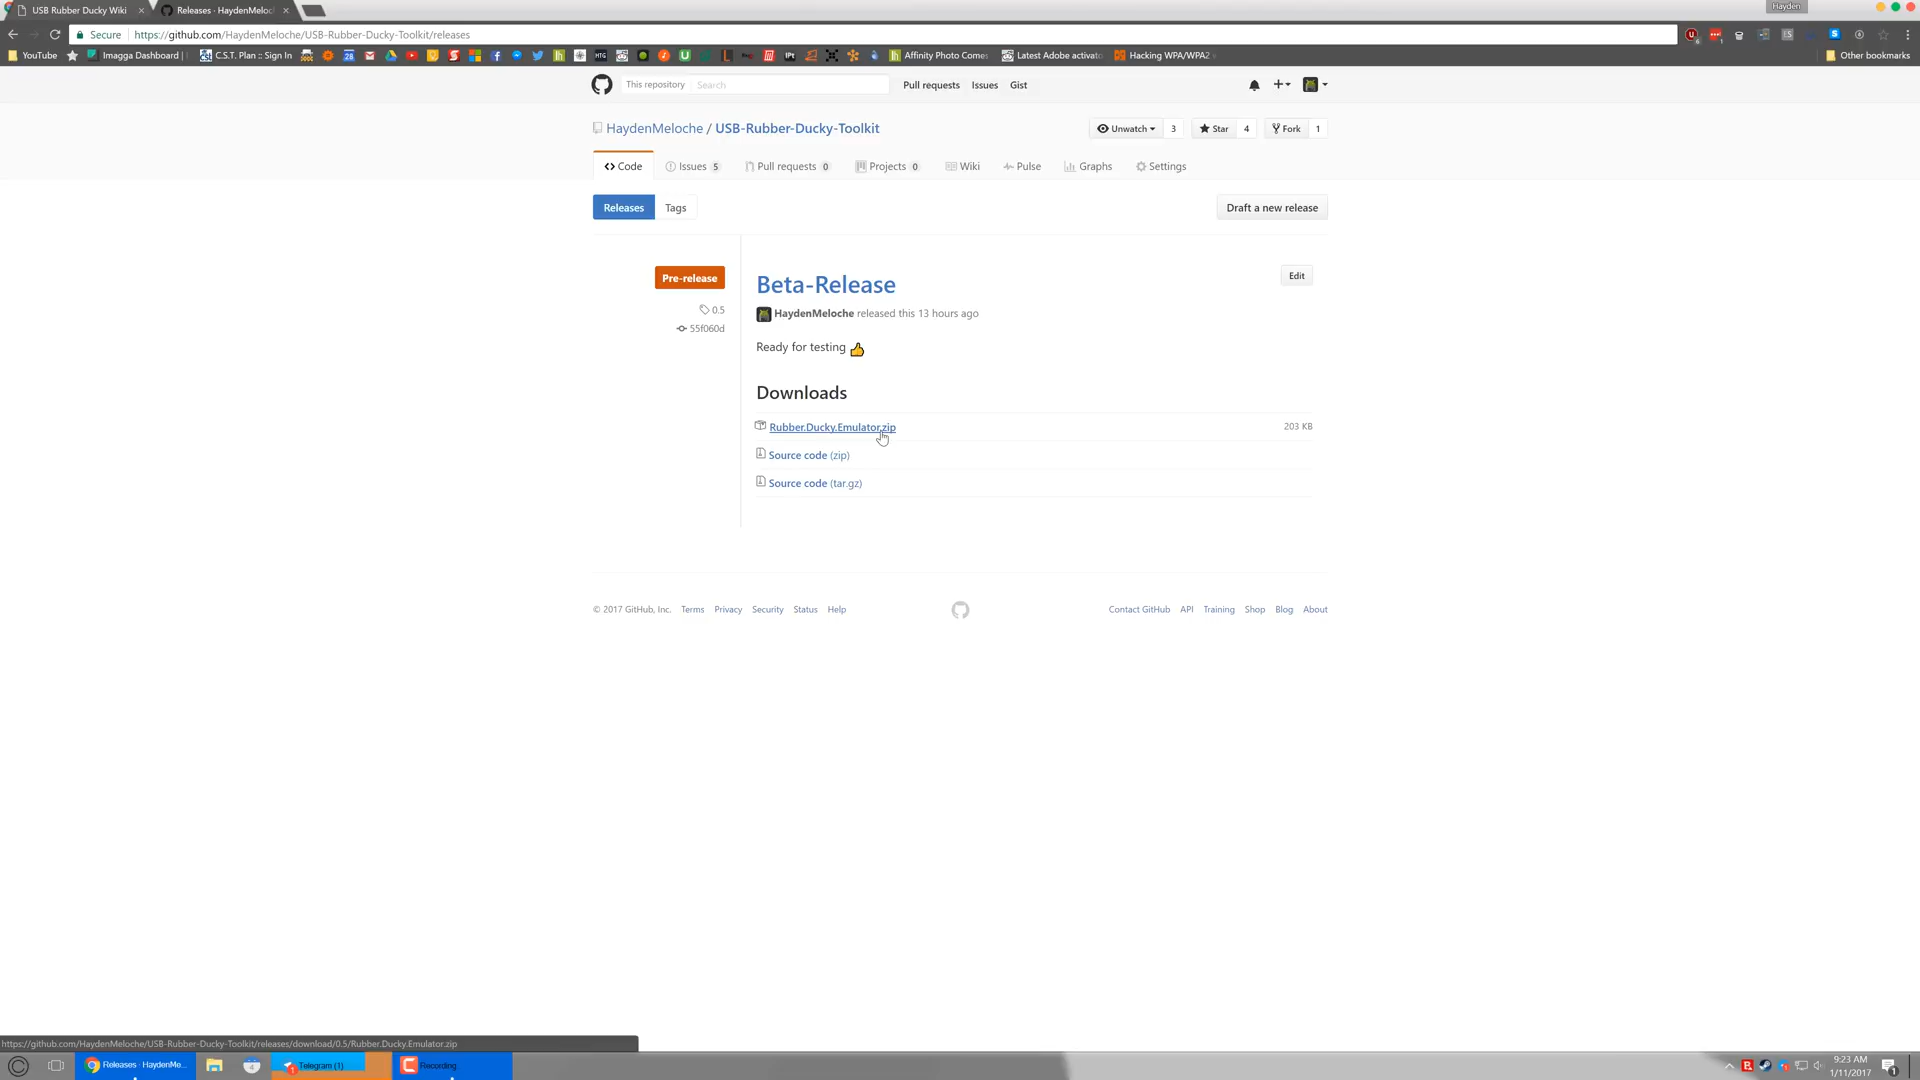 USB Rubber Ducky Wiki
Releases · HaydenMeloc
Hayden
Secure https://github.com/HaydenMeloche/USB-Rubber-Ducky-Toolkit/releases
YouTube Imagga Dashboard | C.S.T. Plan :: Sign In Affinity Photo Comes Latest Adobe activato Hacking WPA/WPA2 Other bookmarks
This repository Search Pull requests Issues Gist
HaydenMeloche / USB-Rubber-Ducky-Toolkit
Unwatch 3 Star 4 Fork 1
Code Issues 5 Pull requests 0 Projects 0 Wiki Pulse Graphs Settings
Releases Tags Draft a new release
Pre-release
0.5
55f060d
Beta-Release Edit
HaydenMeloche released this 13 hours ago
Ready for testing
Downloads
Rubber.Ducky.Emulator.zip 203 KB
Source code (zip)
Source code (tar.gz)
© 2017 GitHub, Inc. Terms Privacy Security Status Help Contact GitHub API Training Shop Blog About
https://github.com/HaydenMeloche/USB-Rubber-Ducky-Toolkit/releases/download/0.5/Rubber.Ducky.Emulator.zip
Releases · HaydenMe... Telegram (1) Recording...
9:23 AM
1/11/2017